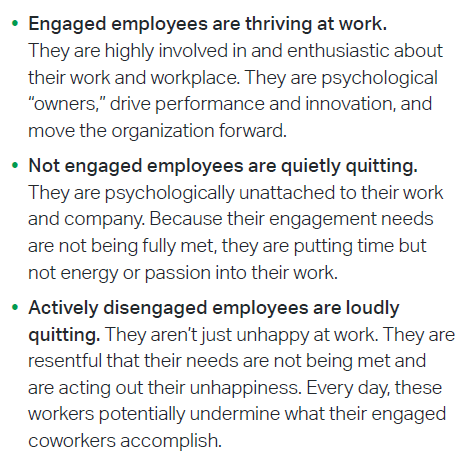 • Engaged employees are thriving at work.
They are highly involved in and enthusiastic about
their work and workplace. They are psychological
“owners,” drive performance and innovation, and
move the organization forward.
• Not engaged employees are quietly quitting.
They are psychologically unattached to their work
and company. Because their engagement needs
are not being fully met, they are putting time but
not energy or passion into their work.
• Actively disengaged employees are loudly
quitting. They aren’t just unhappy at work. They are
resentful that their needs are not being met and
are acting out their unhappiness. Every day, these
workers potentially undermine what their engaged
coworkers accomplish.